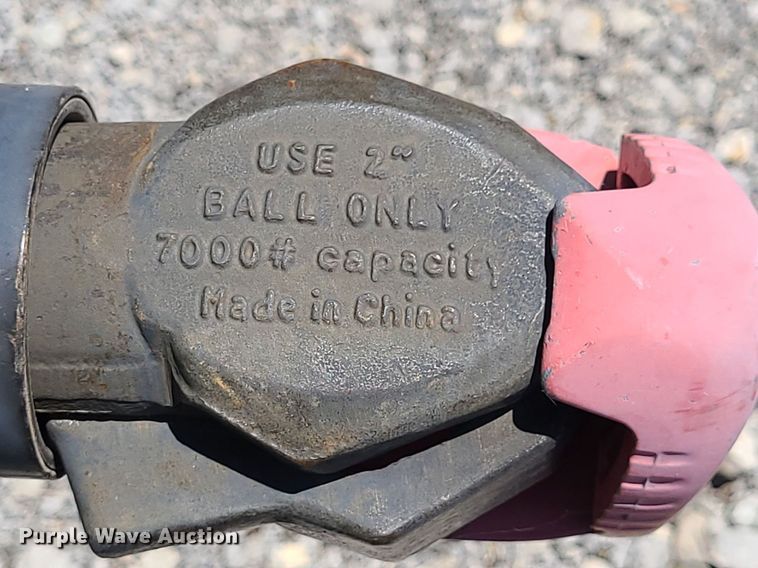 USE 2"
BALL ONLY
7000# capacity
Made in China
Purple Wave Auction